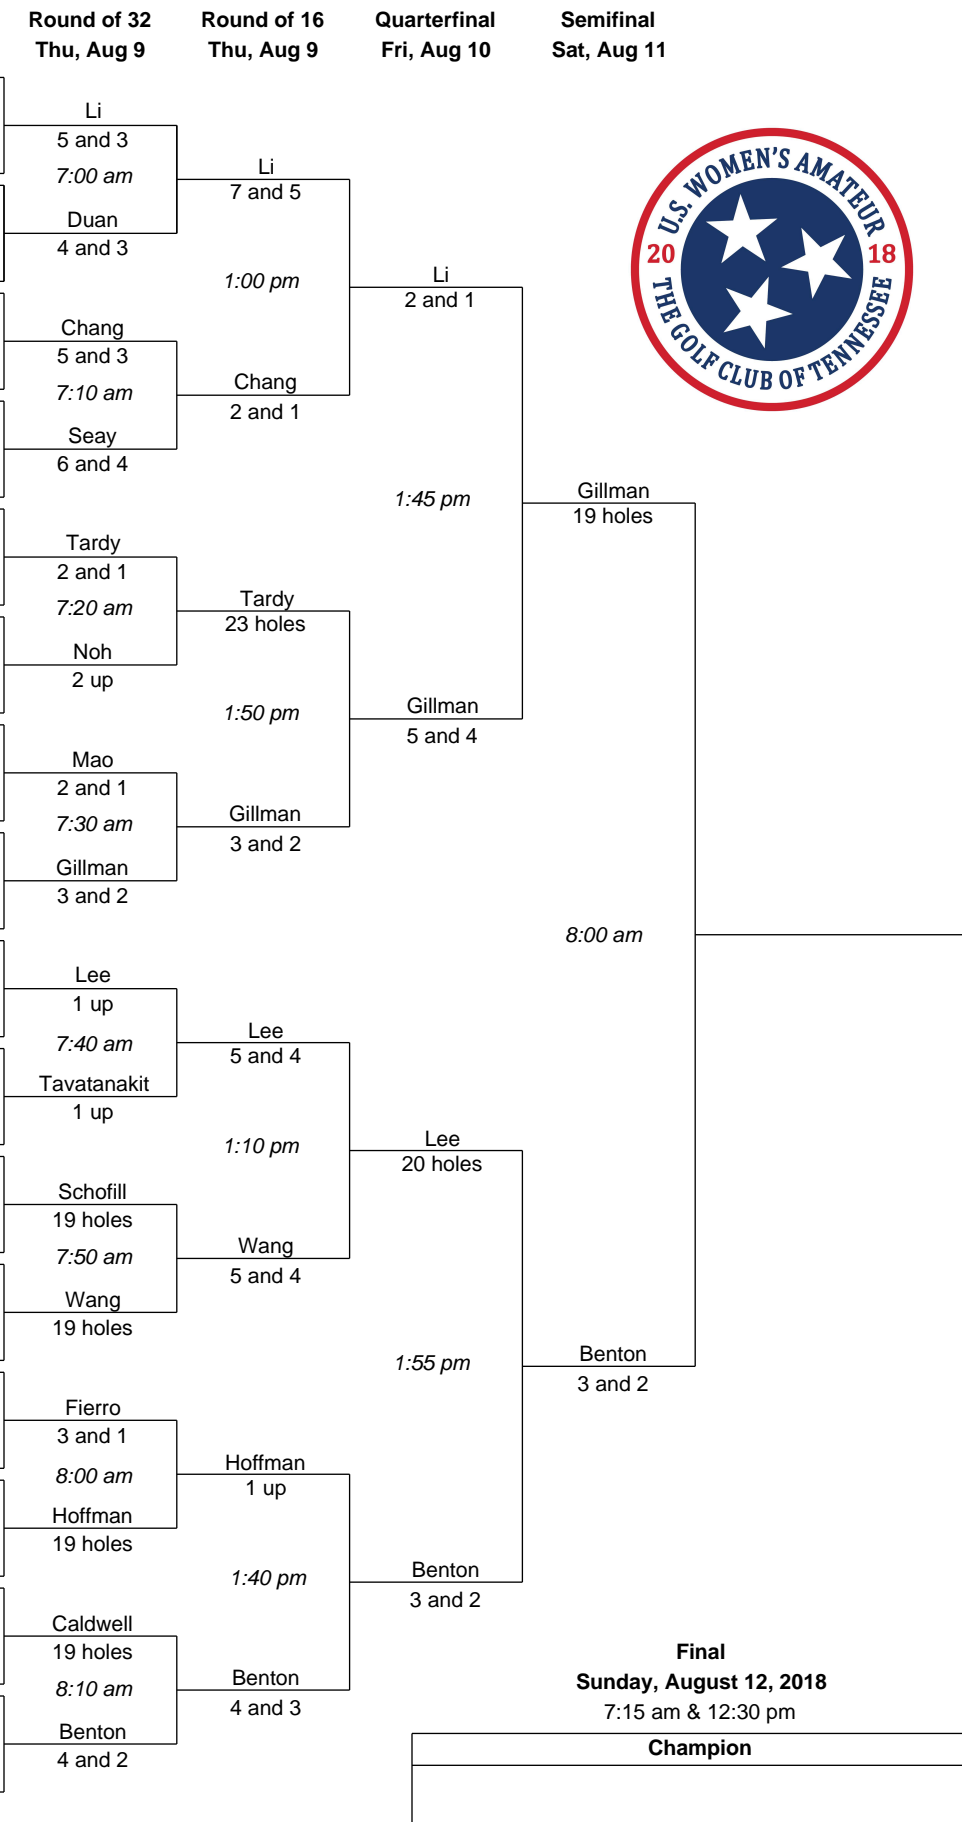 Round of 32
Thu, Aug 9
Round of 16
Thu, Aug 9
Quarterfinal
Fri, Aug 10
Semifinal
Sat, Aug 11
U.S. WOMEN'S AMATEUR
20 18
THE GOLF CLUB OF TENNESSEE
Li
5 and 3
7:00 am
Duan
4 and 3
Chang
5 and 3
7:10 am
Seay
6 and 4
Tardy
2 and 1
7:20 am
Noh
2 up
Mao
2 and 1
7:30 am
Gillman
3 and 2
Lee
1 up
7:40 am
Tavatanakit
1 up
Schofill
19 holes
7:50 am
Wang
19 holes
Fierro
3 and 1
8:00 am
Hoffman
19 holes
Caldwell
19 holes
8:10 am
Benton
4 and 2
Li
7 and 5
1:00 pm
Chang
2 and 1
Tardy
23 holes
1:50 pm
Gillman
3 and 2
Lee
5 and 4
1:10 pm
Wang
5 and 4
Hoffman
1 up
1:40 pm
Benton
4 and 3
Li
2 and 1
1:45 pm
Gillman
5 and 4
Lee
20 holes
1:55 pm
Benton
3 and 2
Gillman
19 holes
8:00 am
Benton
3 and 2
Final
Sunday, August 12, 2018
7:15 am & 12:30 pm
Champion